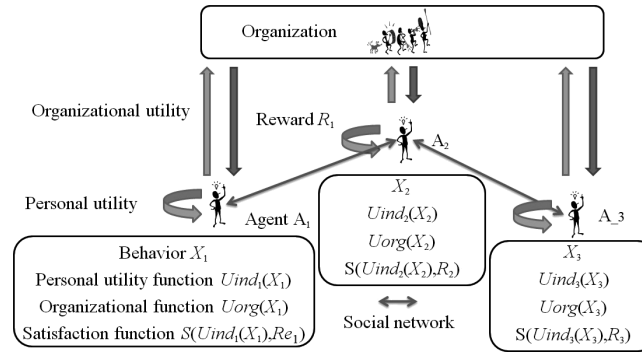 Organization
Organizational utility
Reward R₁
A₂
Personal utility
Agent A₁
A_3
X₂
Uind₂(X₂)
Uorg(X₂)
S(Uind₂(X₂),R₂)
Behavior X₁
Personal utility function Uind₁(X₁)
Organizational function Uorg(X₁)
Satisfaction function S(Uind₁(X₁),Re₁)
Social network
X₃
Uind₃(X₃)
Uorg(X₃)
S(Uind₃(X₃),R₃)